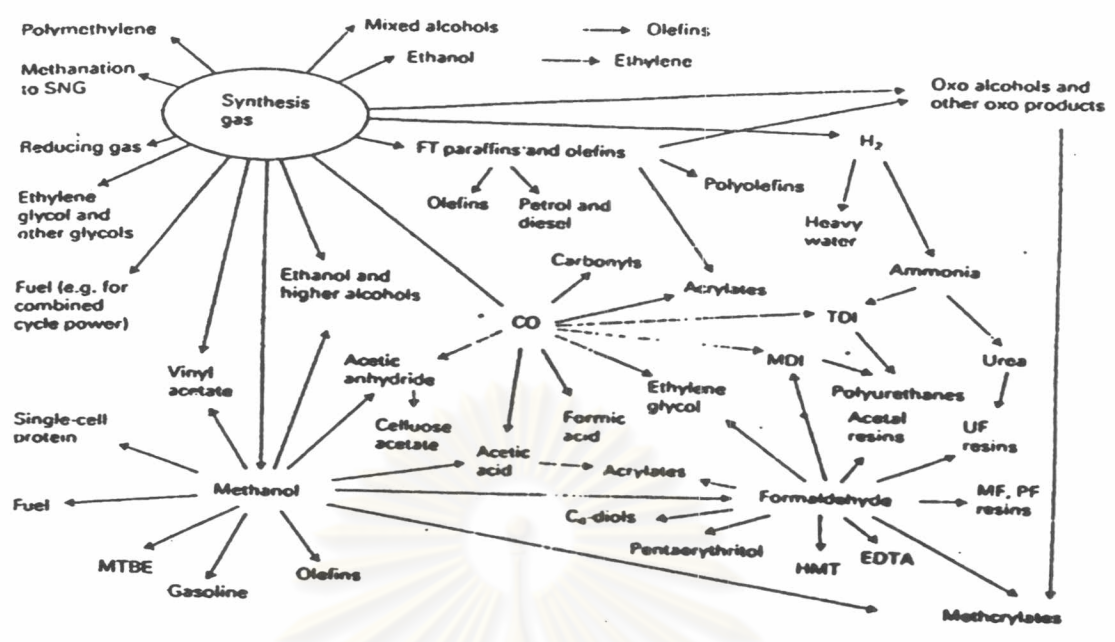 Polymethylene
Mixed alcohols
Olefins
Ethanol
Ethylene
Methanation
to SNG
Synthesis
gas
Oxo alcohols and
other oxo products
Reducing gas
FT paraffins and olefins
H₂
Polyolefins
Olefins
Petrol and
diesel
Ethylene
glycol and
other glycols
Heavy
water
Fuel (e.g. for
combined
cycle power)
Ethanol and
higher alcohols
Carbonyls
Acrylates
Ammonia
CO
TDI
MDI
Urea
Vinyl
acetate
Acetic
anhydride
Ethylene
glycol
Polyurethanes
Single-cell
protein
Celluose
acetate
Formic
acid
Acetal
resins
UF
resins
Acetic
acid
Acrylates
Methanol
Formaldehyde
MF, PF
resins
Fuel
C₄-diols
Pentaerythritol
HMT
EDTA
MTBE
Gasoline
Olefins
Methcrylates